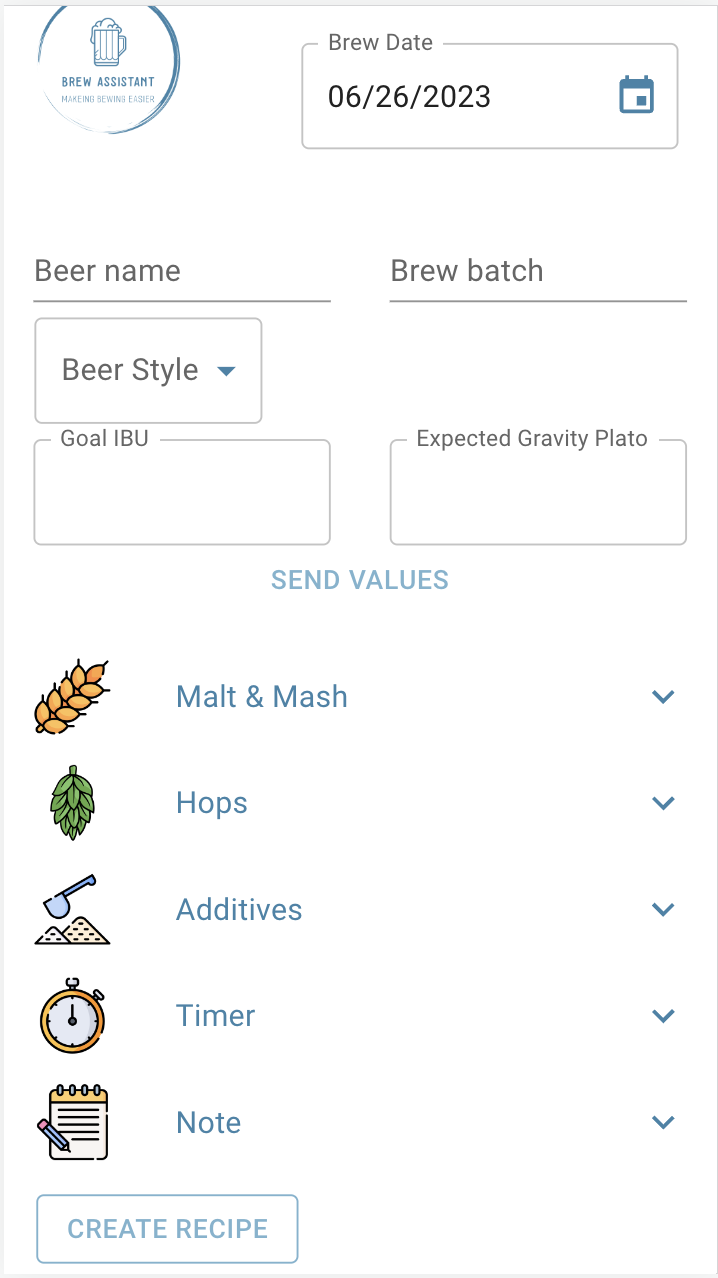 BREW ASSISTANT
MAKEING BEWING EASIER
Brew Date
06/26/2023
Beer name
Brew batch
Beer Style
Goal IBU
Expected Gravity Plato
SEND VALUES
Malt & Mash
Hops
Additives
Timer
Note
CREATE RECIPE